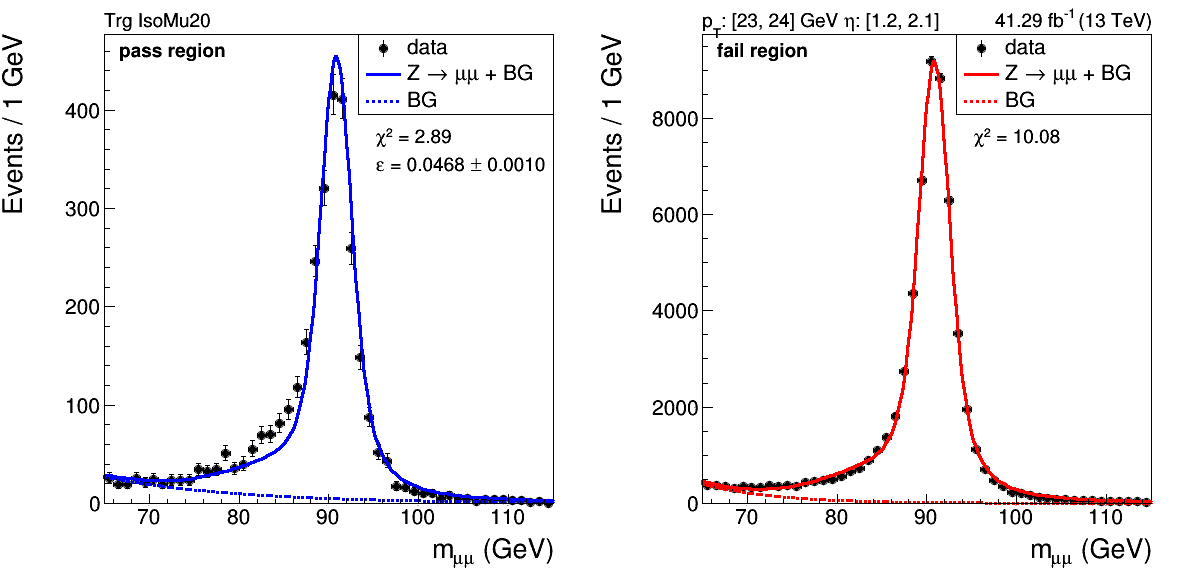 Trg IsoMu20
pass region
data
Z → μμ + BG
BG
χ² = 2.89
ε = 0.0468 ± 0.0010
Events / 1 GeV
400
300
200
100
0
70 80 90 100 110
m_μμ (GeV)
p_T: [23, 24] GeV η: [1.2, 2.1] 41.29 fb⁻¹ (13 TeV)
fail region
data
Z → μμ + BG
BG
χ² = 10.08
Events / 1 GeV
8000
6000
4000
2000
0
70 80 90 100 110
m_μμ (GeV)